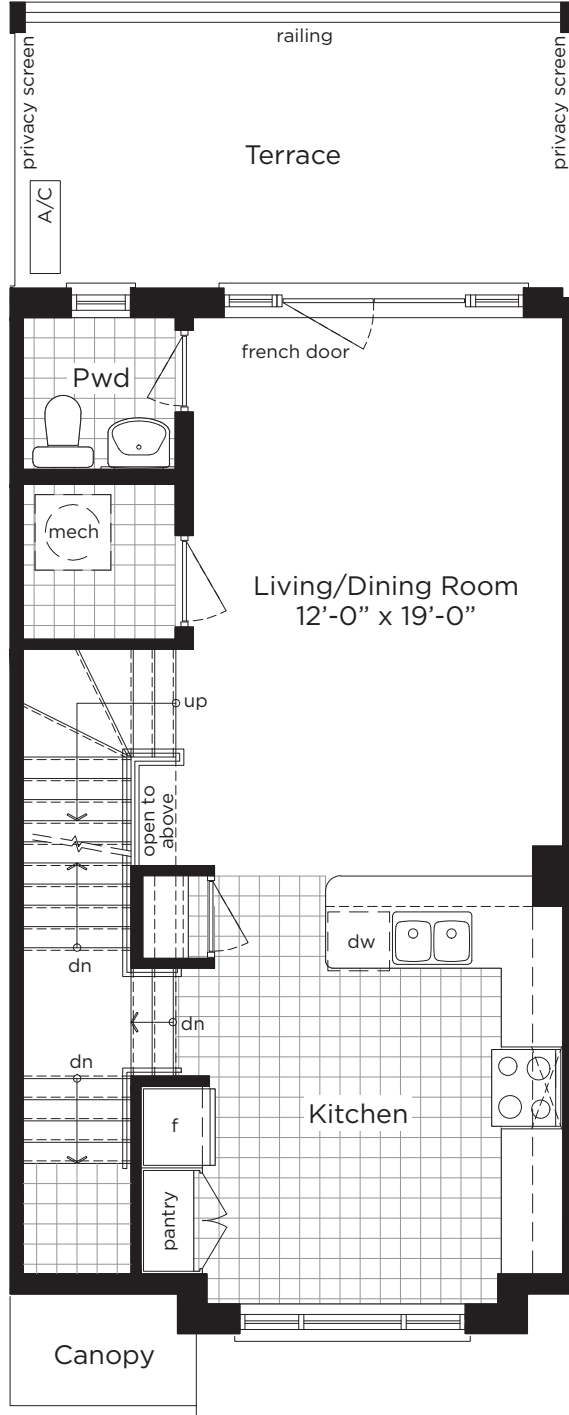 railing
privacy screen
privacy screen
Terrace
A/C
french door
Pwd
mech
Living/Dining Room
12’-0” x 19’-0”
up
open to
above
dn
dw
dn
dn
Kitchen
f
pantry
Canopy